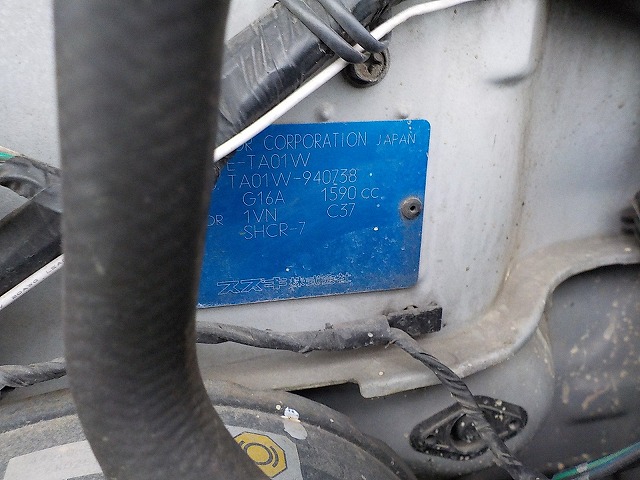 OR CORPORATION JAPAN
E-TA01W
TA01W-940738
G16A 1590 cc
OR 1VN C37
SHCR-7
スズキ株式会社